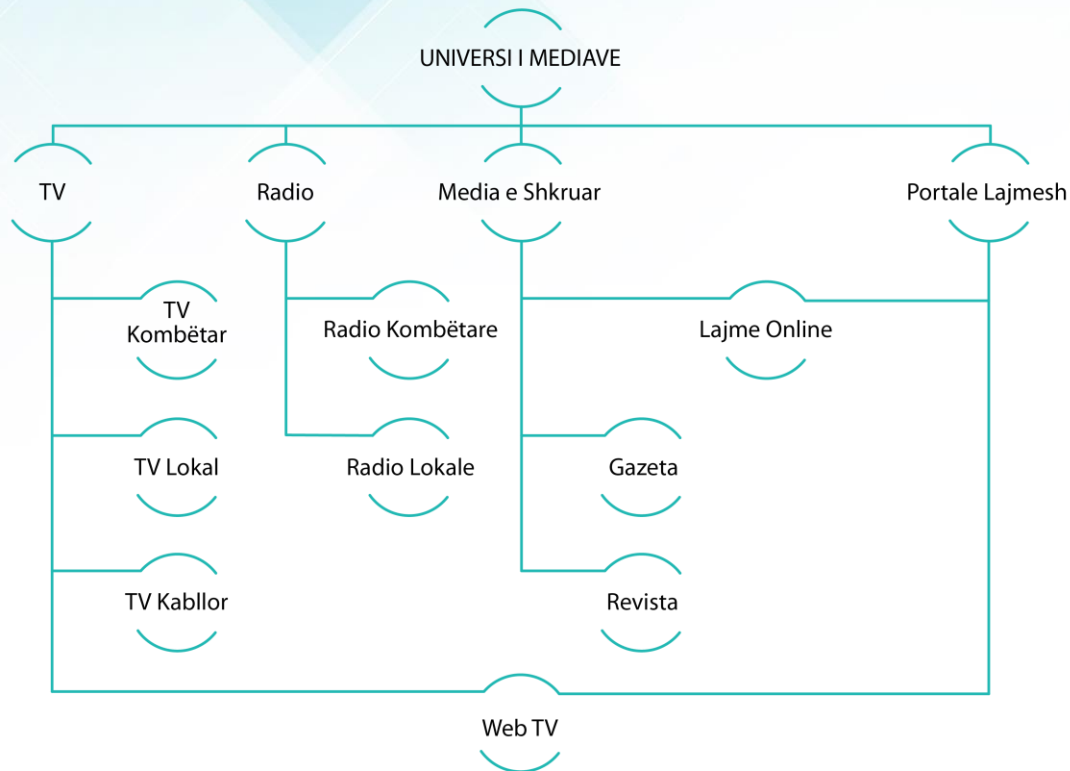 UNIVERSI I MEDIAVE
TV
Radio
Media e Shkruar
Portale Lajmesh
TV
Kombëtar
Radio Kombëtare
Lajme Online
TV Lokal
Radio Lokale
Gazeta
TV Kabllor
Revista
Web TV